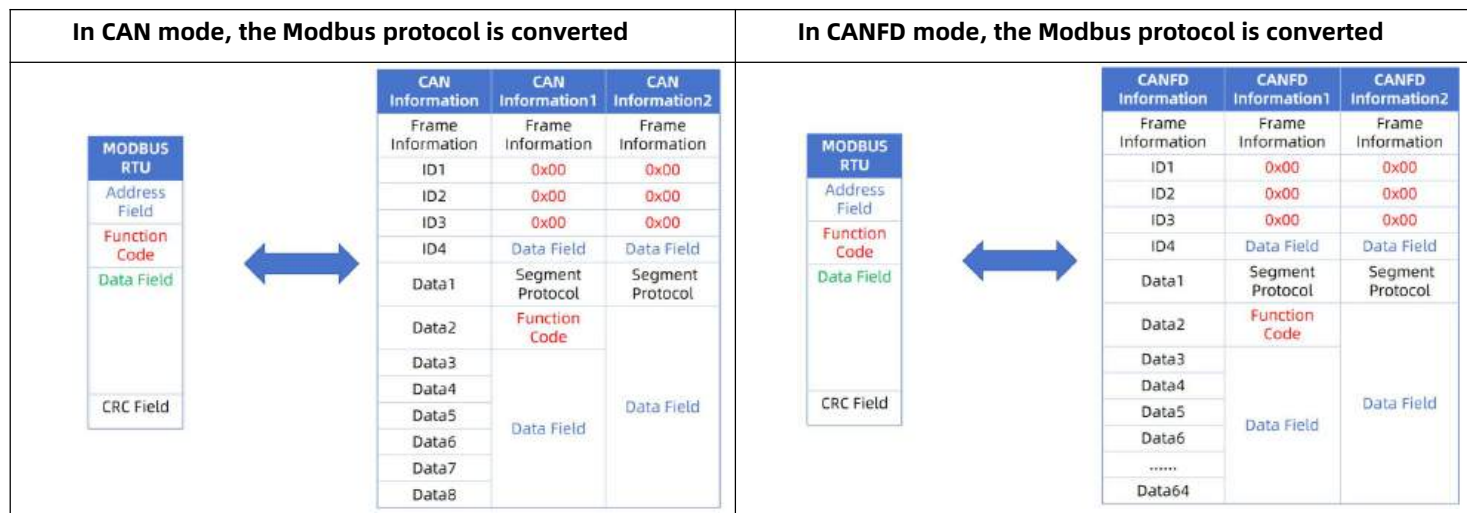 In CAN mode, the Modbus protocol is converted
In CANFD mode, the Modbus protocol is converted
MODBUS
RTU
Address
Field
Function
Code
Data Field
CRC Field
CAN
Information
CAN
Information1
CAN
Information2
Frame
Information
Frame
Information
Frame
Information
ID1
0x00
0x00
ID2
0x00
0x00
ID3
0x00
0x00
ID4
Data Field
Data Field
Data1
Segment
Protocol
Segment
Protocol
Data2
Function
Code
Data3
Data4
Data5
Data6
Data7
Data8
Data Field
Data Field
MODBUS
RTU
Address
Field
Function
Code
Data Field
CRC Field
CANFD
Information
CANFD
Information1
CANFD
Information2
Frame
Information
Frame
Information
Frame
Information
ID1
0x00
0x00
ID2
0x00
0x00
ID3
0x00
0x00
ID4
Data Field
Data Field
Data1
Segment
Protocol
Segment
Protocol
Data2
Function
Code
Data3
Data4
Data5
Data6
......
Data64
Data Field
Data Field